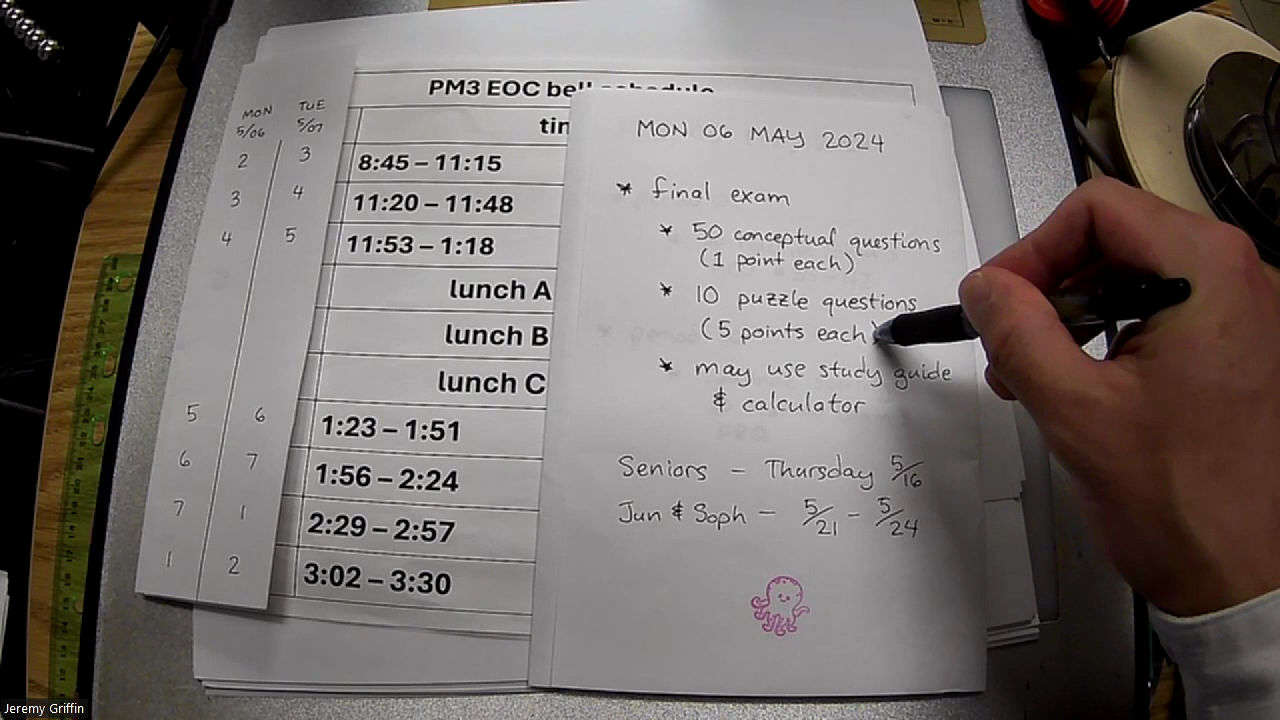 PM3 EOC bell schedule
tim
MON TUE
5/06 5/07
2 3 8:45 – 11:15
3 4 11:20 – 11:48
4 5 11:53 – 1:18
lunch A
lunch B
lunch C
5 6 1:23 – 1:51
6 7 1:56 – 2:24
7 1 2:29 – 2:57
1 2 3:02 – 3:30
MON 06 MAY 2024
* final exam
* 50 conceptual questions
(1 point each)
* 10 puzzle questions
(5 points each)
* may use study guide
& calculator
Seniors – Thursday 5/16
Jun & Soph – 5/21 – 5/24
Jeremy Griffin